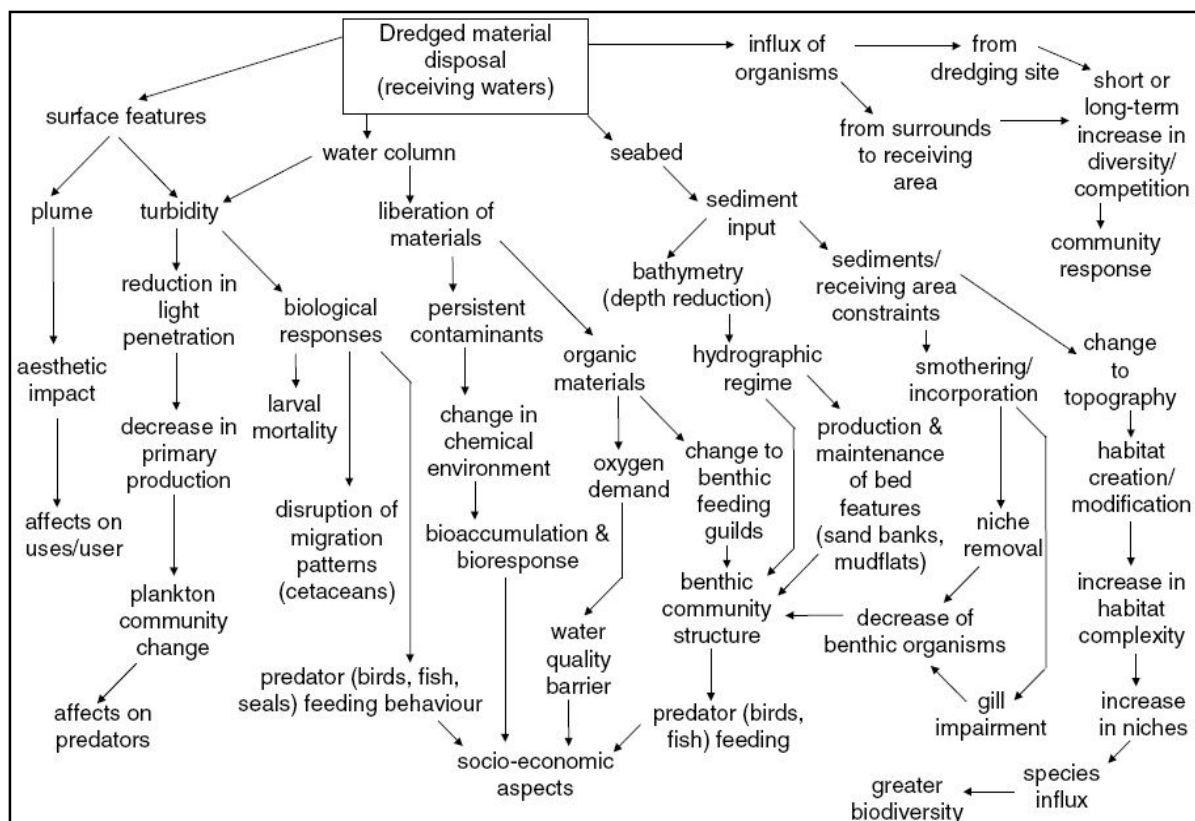 Dredged material
disposal
(receiving waters)
influx of
organisms
from
dredging site
short or
long-term
increase in
diversity/
competition
surface features
water column
seabed
from surrounds
to receiving
area
plume
turbidity
liberation of
materials
sediment
input
community
response
reduction in
light
penetration
biological
responses
persistent
contaminants
organic
materials
bathymetry
(depth reduction)
sediments/
receiving area
constraints
hydrographic
regime
smothering/
incorporation
change
to
topography
aesthetic
impact
larval
mortality
decrease in
primary
production
change in
chemical
environment
oxygen
demand
change to
benthic
feeding
guilds
production &
maintenance
of bed
features
(sand banks,
mudflats)
niche
removal
habitat
creation/
modification
affects on
uses/user
disruption of
migration
patterns
(cetaceans)
bioaccumulation &
bioresponse
plankton
community
change
water
quality
barrier
benthic
community
structure
decrease of
benthic organisms
increase in
habitat
complexity
affects on
predators
predator (birds, fish,
seals) feeding behaviour
predator (birds,
fish) feeding
gill
impairment
increase
in niches
socio-economic
aspects
greater
biodiversity
species
influx